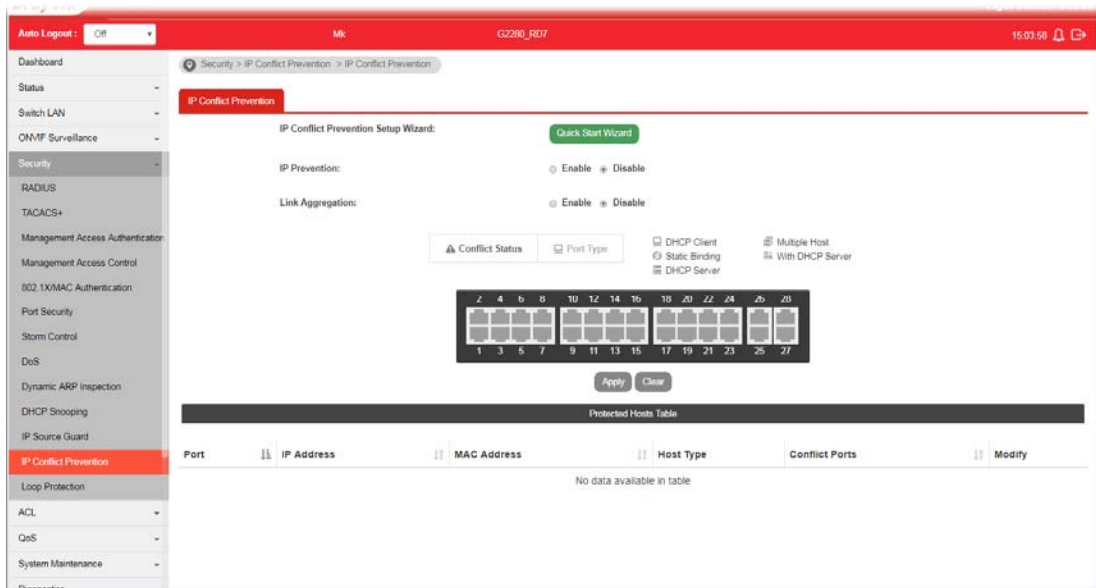 Auto Logout : Off Mk G2280_RD7 15:03:58
Dashboard
Status
Switch LAN
ONVIF Surveillance
Security
RADIUS
TACACS+
Management Access Authentication
Management Access Control
802.1X/MAC Authentication
Port Security
Storm Control
DoS
Dynamic ARP Inspection
DHCP Snooping
IP Source Guard
IP Conflict Prevention
Loop Protection
ACL
QoS
System Maintenance
Diagnostics
Security > IP Conflict Prevention > IP Conflict Prevention
IP Conflict Prevention
IP Conflict Prevention Setup Wizard: Quick Start Wizard
IP Prevention: Enable Disable
Link Aggregation: Enable Disable
Conflict Status Port Type
DHCP Client Multiple Host
Static Binding With DHCP Server
DHCP Server
2 4 6 8 10 12 14 16 18 20 22 24 26 28
1 3 5 7 9 11 13 15 17 19 21 23 25 27
Apply Clear
Protected Hosts Table
Port IP Address MAC Address Host Type Conflict Ports Modify
No data available in table